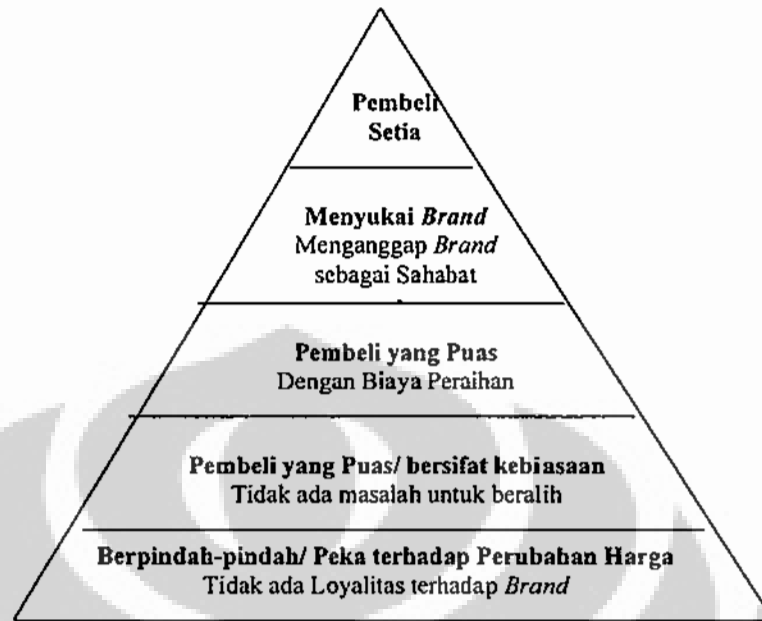 Pembeli
Setia
Menyukai Brand
Menganggap Brand
sebagai Sahabat
Pembeli yang Puas
Dengan Biaya Peraihan
Pembeli yang Puas/ bersifat kebiasaan
Tidak ada masalah untuk beralih
Berpindah-pindah/ Peka terhadap Perubahan Harga
Tidak ada Loyalitas terhadap Brand